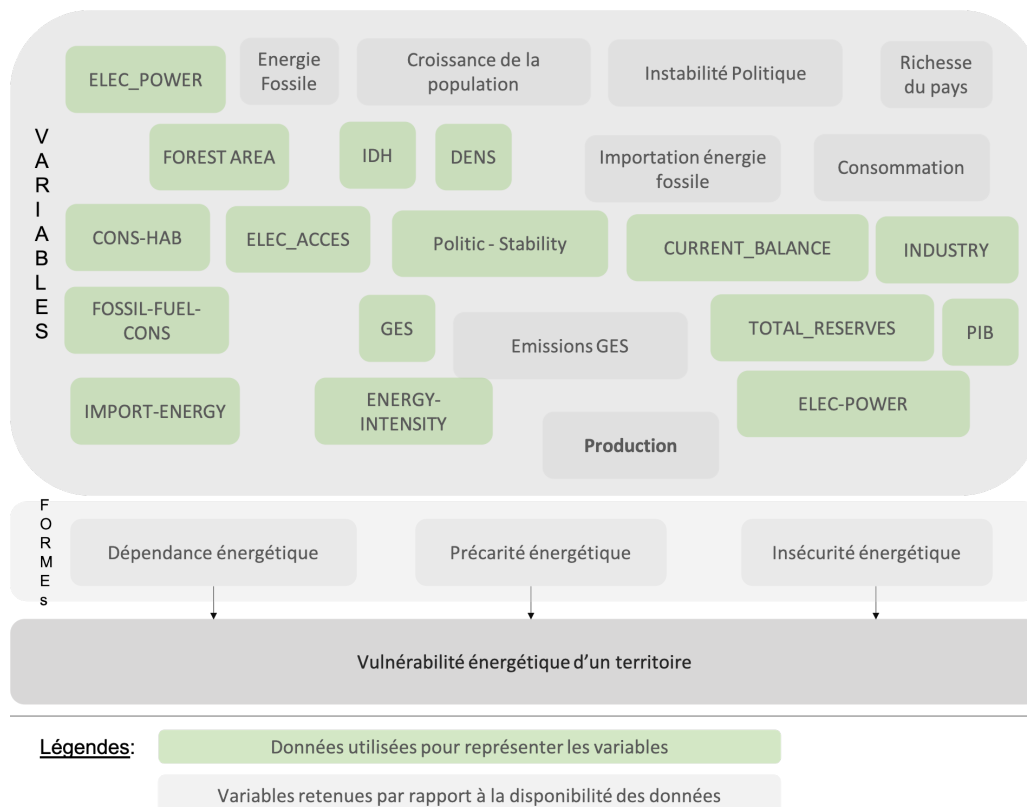 ELEC_POWER
Energie
Fossile
Croissance de la
population
Instabilité Politique
Richesse
du pays
VARIABLES
FOREST AREA
IDH
DENS
Importation énergie
fossile
Consommation
CONS-HAB
ELEC_ACCES
Politic - Stability
CURRENT_BALANCE
INDUSTRY
FOSSIL-FUEL-
CONS
GES
Emissions GES
TOTAL_RESERVES
PIB
IMPORT-ENERGY
ENERGY-
INTENSITY
ELEC-POWER
Production
FORMEs
Dépendance énergétique
Précarité énergétique
Insécurité énergétique
Vulnérabilité énergétique d'un territoire
Légendes:
Données utilisées pour représenter les variables
Variables retenues par rapport à la disponibilité des données